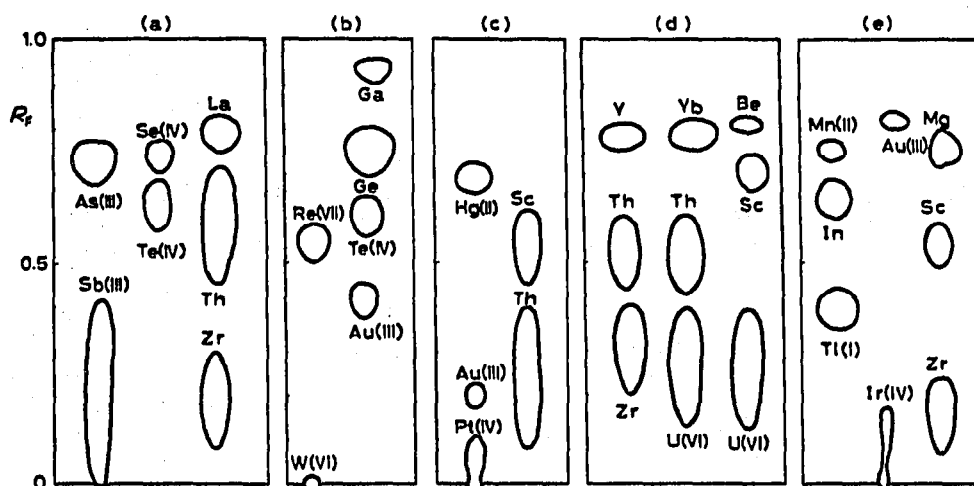 (a) (b) (c) (d) (e)
1.0
R_F
0.5
0
La
Se(IV)
As(III)
Te(IV)
Sb(III)
Th
Zr
Ga
Ge
Re(VII)
Te(IV)
Au(III)
W(VI)
Hg(II)
Sc
Th
Au(III)
Pt(IV)
Y
Yb
Be
Sc
Th
Th
Zr
U(VI)
U(VI)
Mn(II)
Mg
Au(III)
In
Sc
Tl(I)
Zr
Ir(IV)